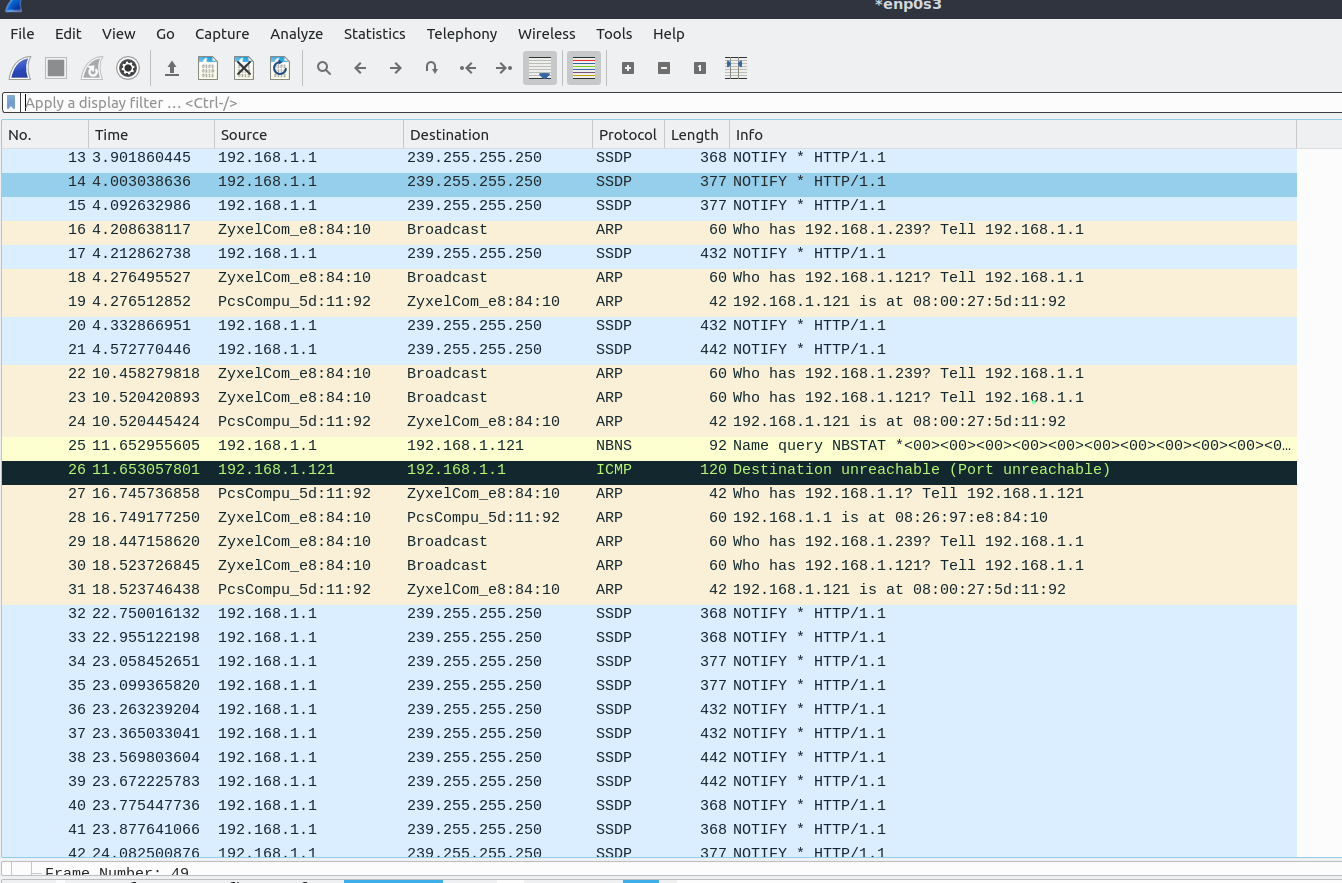 *enp0s3
File Edit View Go Capture Analyze Statistics Telephony Wireless Tools Help
Apply a display filter … <Ctrl-/>
No. Time Source Destination Protocol Length Info
13 3.901860445 192.168.1.1 239.255.255.250 SSDP 368 NOTIFY * HTTP/1.1
14 4.003038636 192.168.1.1 239.255.255.250 SSDP 377 NOTIFY * HTTP/1.1
15 4.092632986 192.168.1.1 239.255.255.250 SSDP 377 NOTIFY * HTTP/1.1
16 4.208638117 ZyxelCom_e8:84:10 Broadcast ARP 60 Who has 192.168.1.239? Tell 192.168.1.1
17 4.212862738 192.168.1.1 239.255.255.250 SSDP 432 NOTIFY * HTTP/1.1
18 4.276495527 ZyxelCom_e8:84:10 Broadcast ARP 60 Who has 192.168.1.121? Tell 192.168.1.1
19 4.276512852 PcsCompu_5d:11:92 ZyxelCom_e8:84:10 ARP 42 192.168.1.121 is at 08:00:27:5d:11:92
20 4.332866951 192.168.1.1 239.255.255.250 SSDP 432 NOTIFY * HTTP/1.1
21 4.572770446 192.168.1.1 239.255.255.250 SSDP 442 NOTIFY * HTTP/1.1
22 10.458279818 ZyxelCom_e8:84:10 Broadcast ARP 60 Who has 192.168.1.239? Tell 192.168.1.1
23 10.520420893 ZyxelCom_e8:84:10 Broadcast ARP 60 Who has 192.168.1.121? Tell 192.168.1.1
24 10.520445424 PcsCompu_5d:11:92 ZyxelCom_e8:84:10 ARP 42 192.168.1.121 is at 08:00:27:5d:11:92
25 11.652955605 192.168.1.1 192.168.1.121 NBNS 92 Name query NBSTAT *<00><00><00><00><00><00><00><00><00><00><0…
26 11.653057801 192.168.1.121 192.168.1.1 ICMP 120 Destination unreachable (Port unreachable)
27 16.745736858 PcsCompu_5d:11:92 ZyxelCom_e8:84:10 ARP 42 Who has 192.168.1.1? Tell 192.168.1.121
28 16.749177250 ZyxelCom_e8:84:10 PcsCompu_5d:11:92 ARP 60 192.168.1.1 is at 08:26:97:e8:84:10
29 18.447158620 ZyxelCom_e8:84:10 Broadcast ARP 60 Who has 192.168.1.239? Tell 192.168.1.1
30 18.523726845 ZyxelCom_e8:84:10 Broadcast ARP 60 Who has 192.168.1.121? Tell 192.168.1.1
31 18.523746438 PcsCompu_5d:11:92 ZyxelCom_e8:84:10 ARP 42 192.168.1.121 is at 08:00:27:5d:11:92
32 22.750016132 192.168.1.1 239.255.255.250 SSDP 368 NOTIFY * HTTP/1.1
33 22.955122198 192.168.1.1 239.255.255.250 SSDP 368 NOTIFY * HTTP/1.1
34 23.058452651 192.168.1.1 239.255.255.250 SSDP 377 NOTIFY * HTTP/1.1
35 23.099365820 192.168.1.1 239.255.255.250 SSDP 377 NOTIFY * HTTP/1.1
36 23.263239204 192.168.1.1 239.255.255.250 SSDP 432 NOTIFY * HTTP/1.1
37 23.365033041 192.168.1.1 239.255.255.250 SSDP 432 NOTIFY * HTTP/1.1
38 23.569803604 192.168.1.1 239.255.255.250 SSDP 442 NOTIFY * HTTP/1.1
39 23.672225783 192.168.1.1 239.255.255.250 SSDP 442 NOTIFY * HTTP/1.1
40 23.775447736 192.168.1.1 239.255.255.250 SSDP 368 NOTIFY * HTTP/1.1
41 23.877641066 192.168.1.1 239.255.255.250 SSDP 368 NOTIFY * HTTP/1.1
42 24.082500876 192.168.1.1 239.255.255.250 SSDP 377 NOTIFY * HTTP/1.1
Frame Number: 49